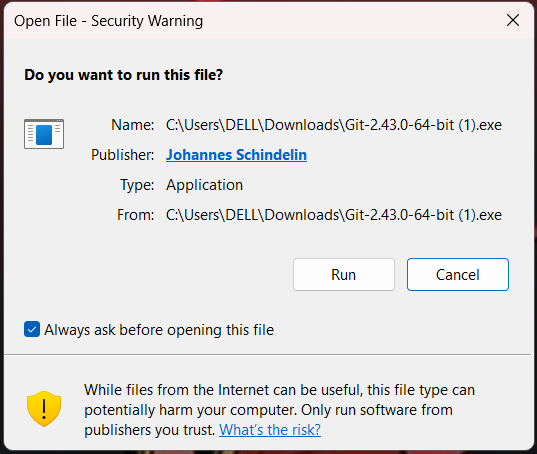 Open File - Security Warning
Do you want to run this file?
Name: C:\Users\DELL\Downloads\Git-2.43.0-64-bit (1).exe
Publisher: Johannes Schindelin
Type: Application
From: C:\Users\DELL\Downloads\Git-2.43.0-64-bit (1).exe
Run Cancel
Always ask before opening this file
While files from the Internet can be useful, this file type can
potentially harm your computer. Only run software from
publishers you trust. What's the risk?